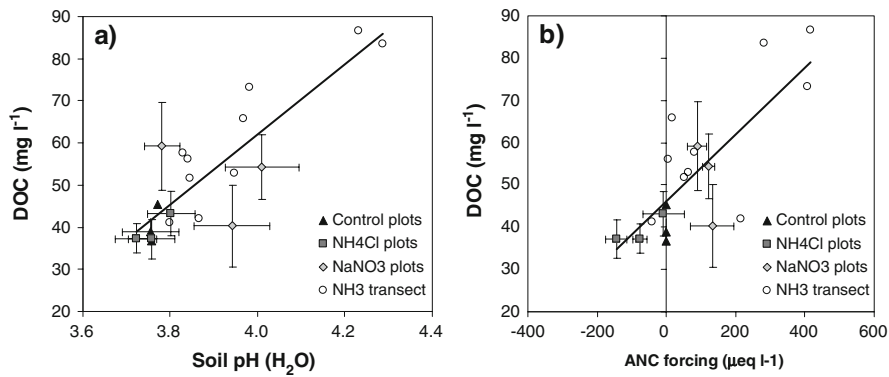 a)
90
80
70
60
50
40
30
20
DOC (mg l⁻¹)
3.6 3.8 4.0 4.2 4.4
Soil pH (H₂O)
Control plots
NH4Cl plots
NaNO3 plots
NH3 transect
b)
90
80
70
60
50
40
30
20
DOC (mg l⁻¹)
-400 -200 0 200 400 600
ANC forcing (µeq l-1)
Control plots
NH4Cl plots
NaNO3 plots
NH3 transect